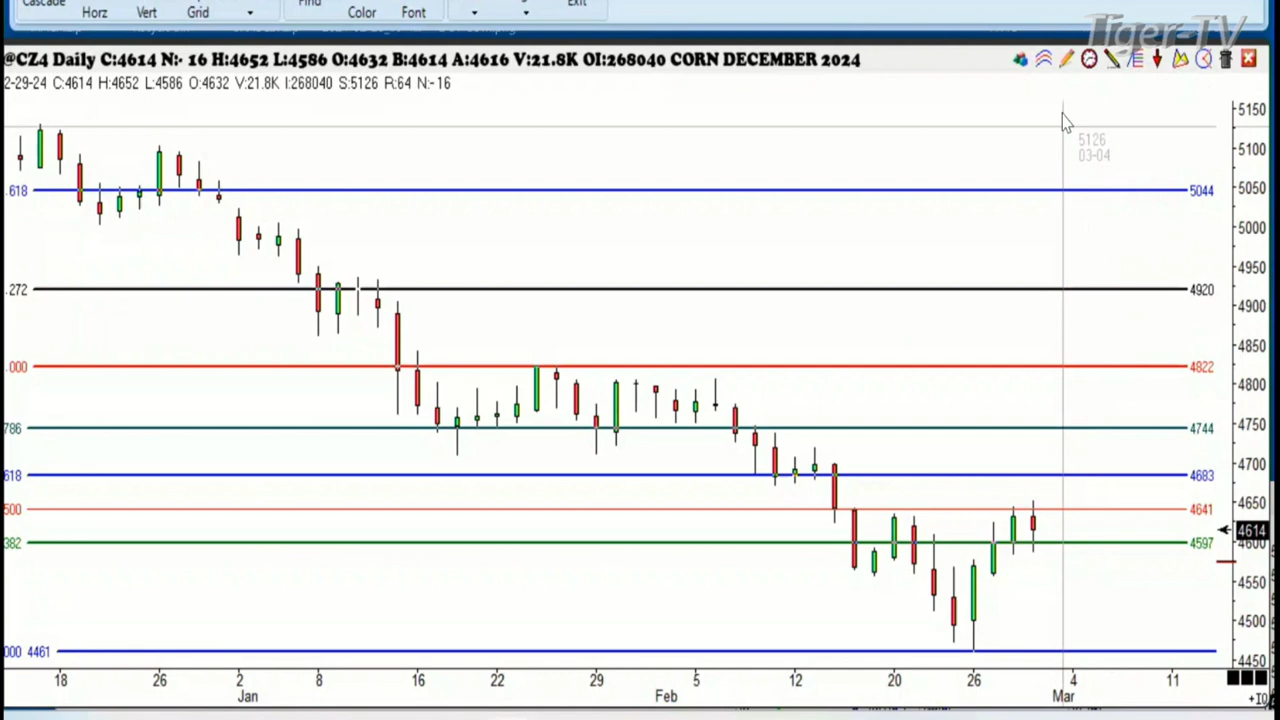 Cascade Horz Vert Grid Find Color Font Exit
Tiger-TV
@CZ4 Daily C:4614 N:- 16 H:4652 L:4586 O:4632 B:4614 A:4616 V:21.8K OI:268040 CORN DECEMBER 2024
2-29-24 C:4614 H:4652 L:4586 O:4632 V:21.8K I:268040 S:5126 R:64 N:-16
5150
5126
03-04
5100
.618 5044 5050
5000
4950
.272 4920
4900
4850
.000 4822
4800
786 4744 4750
4700
618 4683
4650
500 4641
4614
382 4597 4600
4550
4500
000 4461
4450
18 26 2 8 16 22 29 5 12 20 26 4 11
Jan Feb Mar